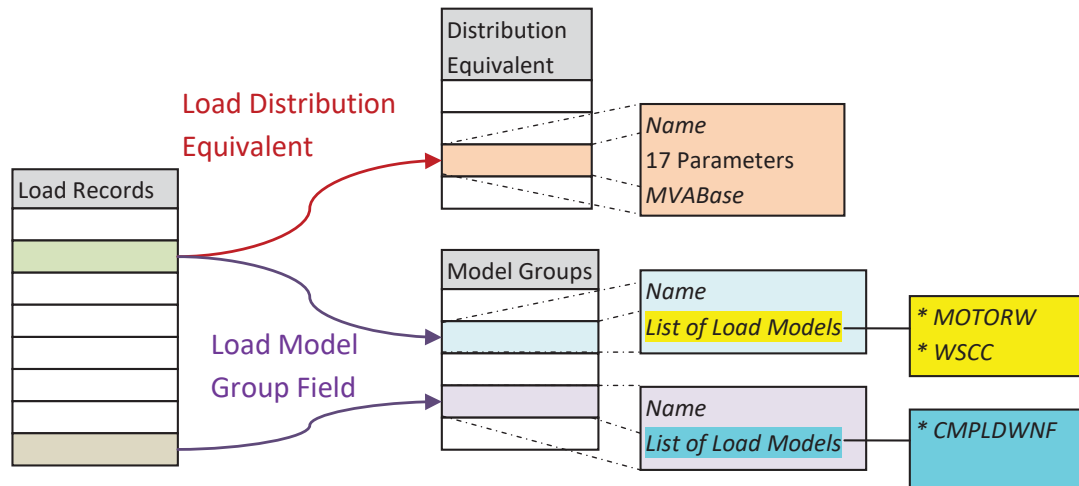 Distribution
Equivalent
Load Distribution
Equivalent
Name
17 Parameters
MVABase
Load Records
Model Groups
Name
List of Load Models
* MOTORW
* WSCC
Load Model
Group Field
Name
List of Load Models
* CMPLDWNF